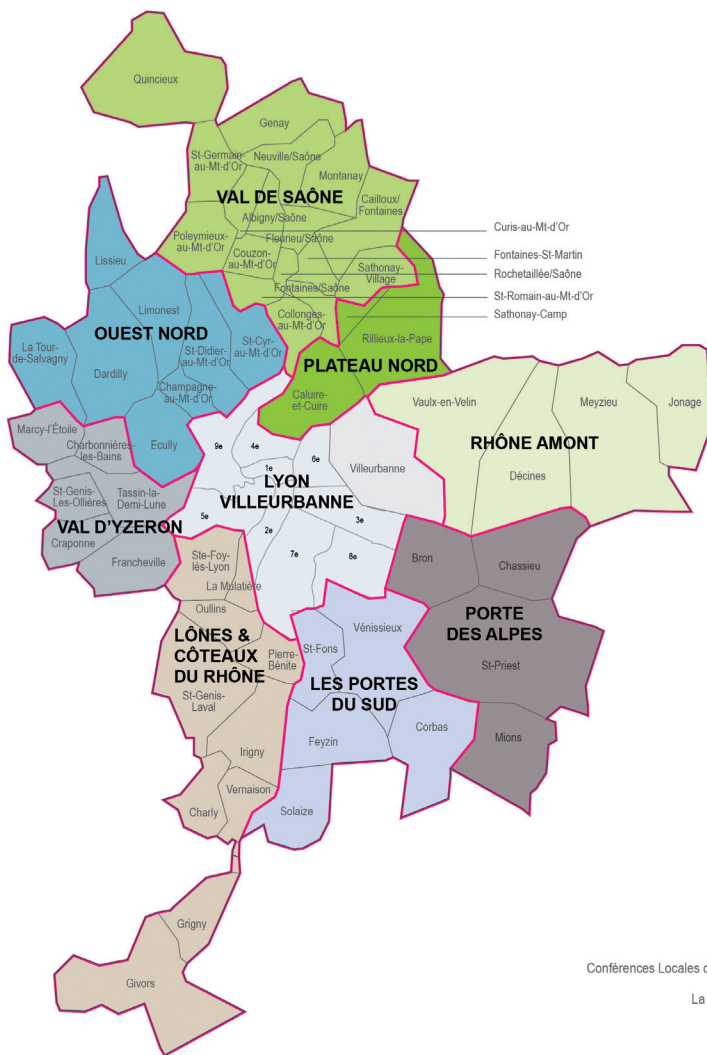 Quincieux
Genay
St-Germain-
au-Mt-d'Or
Neuville/Saône
Montanay
VAL DE SAÔNE
Cailloux/
Fontaines
Albigny/Saône
Curis-au-Mt-d'Or
Poleymieux-
au-Mt-d'Or
Fleurieu/Saône
Couzon-
au-Mt-d'Or
Fontaines-St-Martin
Sathonay-
Village
Rochetaillée/Saône
Fontaines/Saône
St-Romain-au-Mt-d'Or
Collonges-
au-Mt-d'Or
Sathonay-Camp
Lissieu
Limonest
OUEST NORD
La Tour-
de-Salvagny
St-Didier-
au-Mt-d'Or
St-Cyr-
au-Mt-d'Or
Dardilly
Champagne-
au-Mt-d'Or
Ecully
Rillieux-la-Pape
PLATEAU NORD
Caluire-
et-Cuire
Vaulx-en-Velin
Meyzieu
Jonage
RHÔNE AMONT
Décines
Marcy-l'Étoile
Charbonnières-
les-Bains
St-Genis-
Les-Ollières
Tassin-la-
Demi-Lune
VAL D'YZERON
Craponne
Francheville
9e
4e
6e
1e
Villeurbanne
LYON
VILLEURBANNE
5e
2e
3e
7e
8e
Bron
Chassieu
PORTE
DES ALPES
St-Priest
Mions
Ste-Foy-
lès-Lyon
La Mulatière
Oullins
LÔNES &
CÔTEAUX
DU RHÔNE
Pierre-
Bénite
St-Genis-
Laval
Irigny
Vernaison
Charly
Grigny
Givors
Vénissieux
St-Fons
LES PORTES
DU SUD
Feyzin
Corbas
Solaize
Conférences Locales d
La